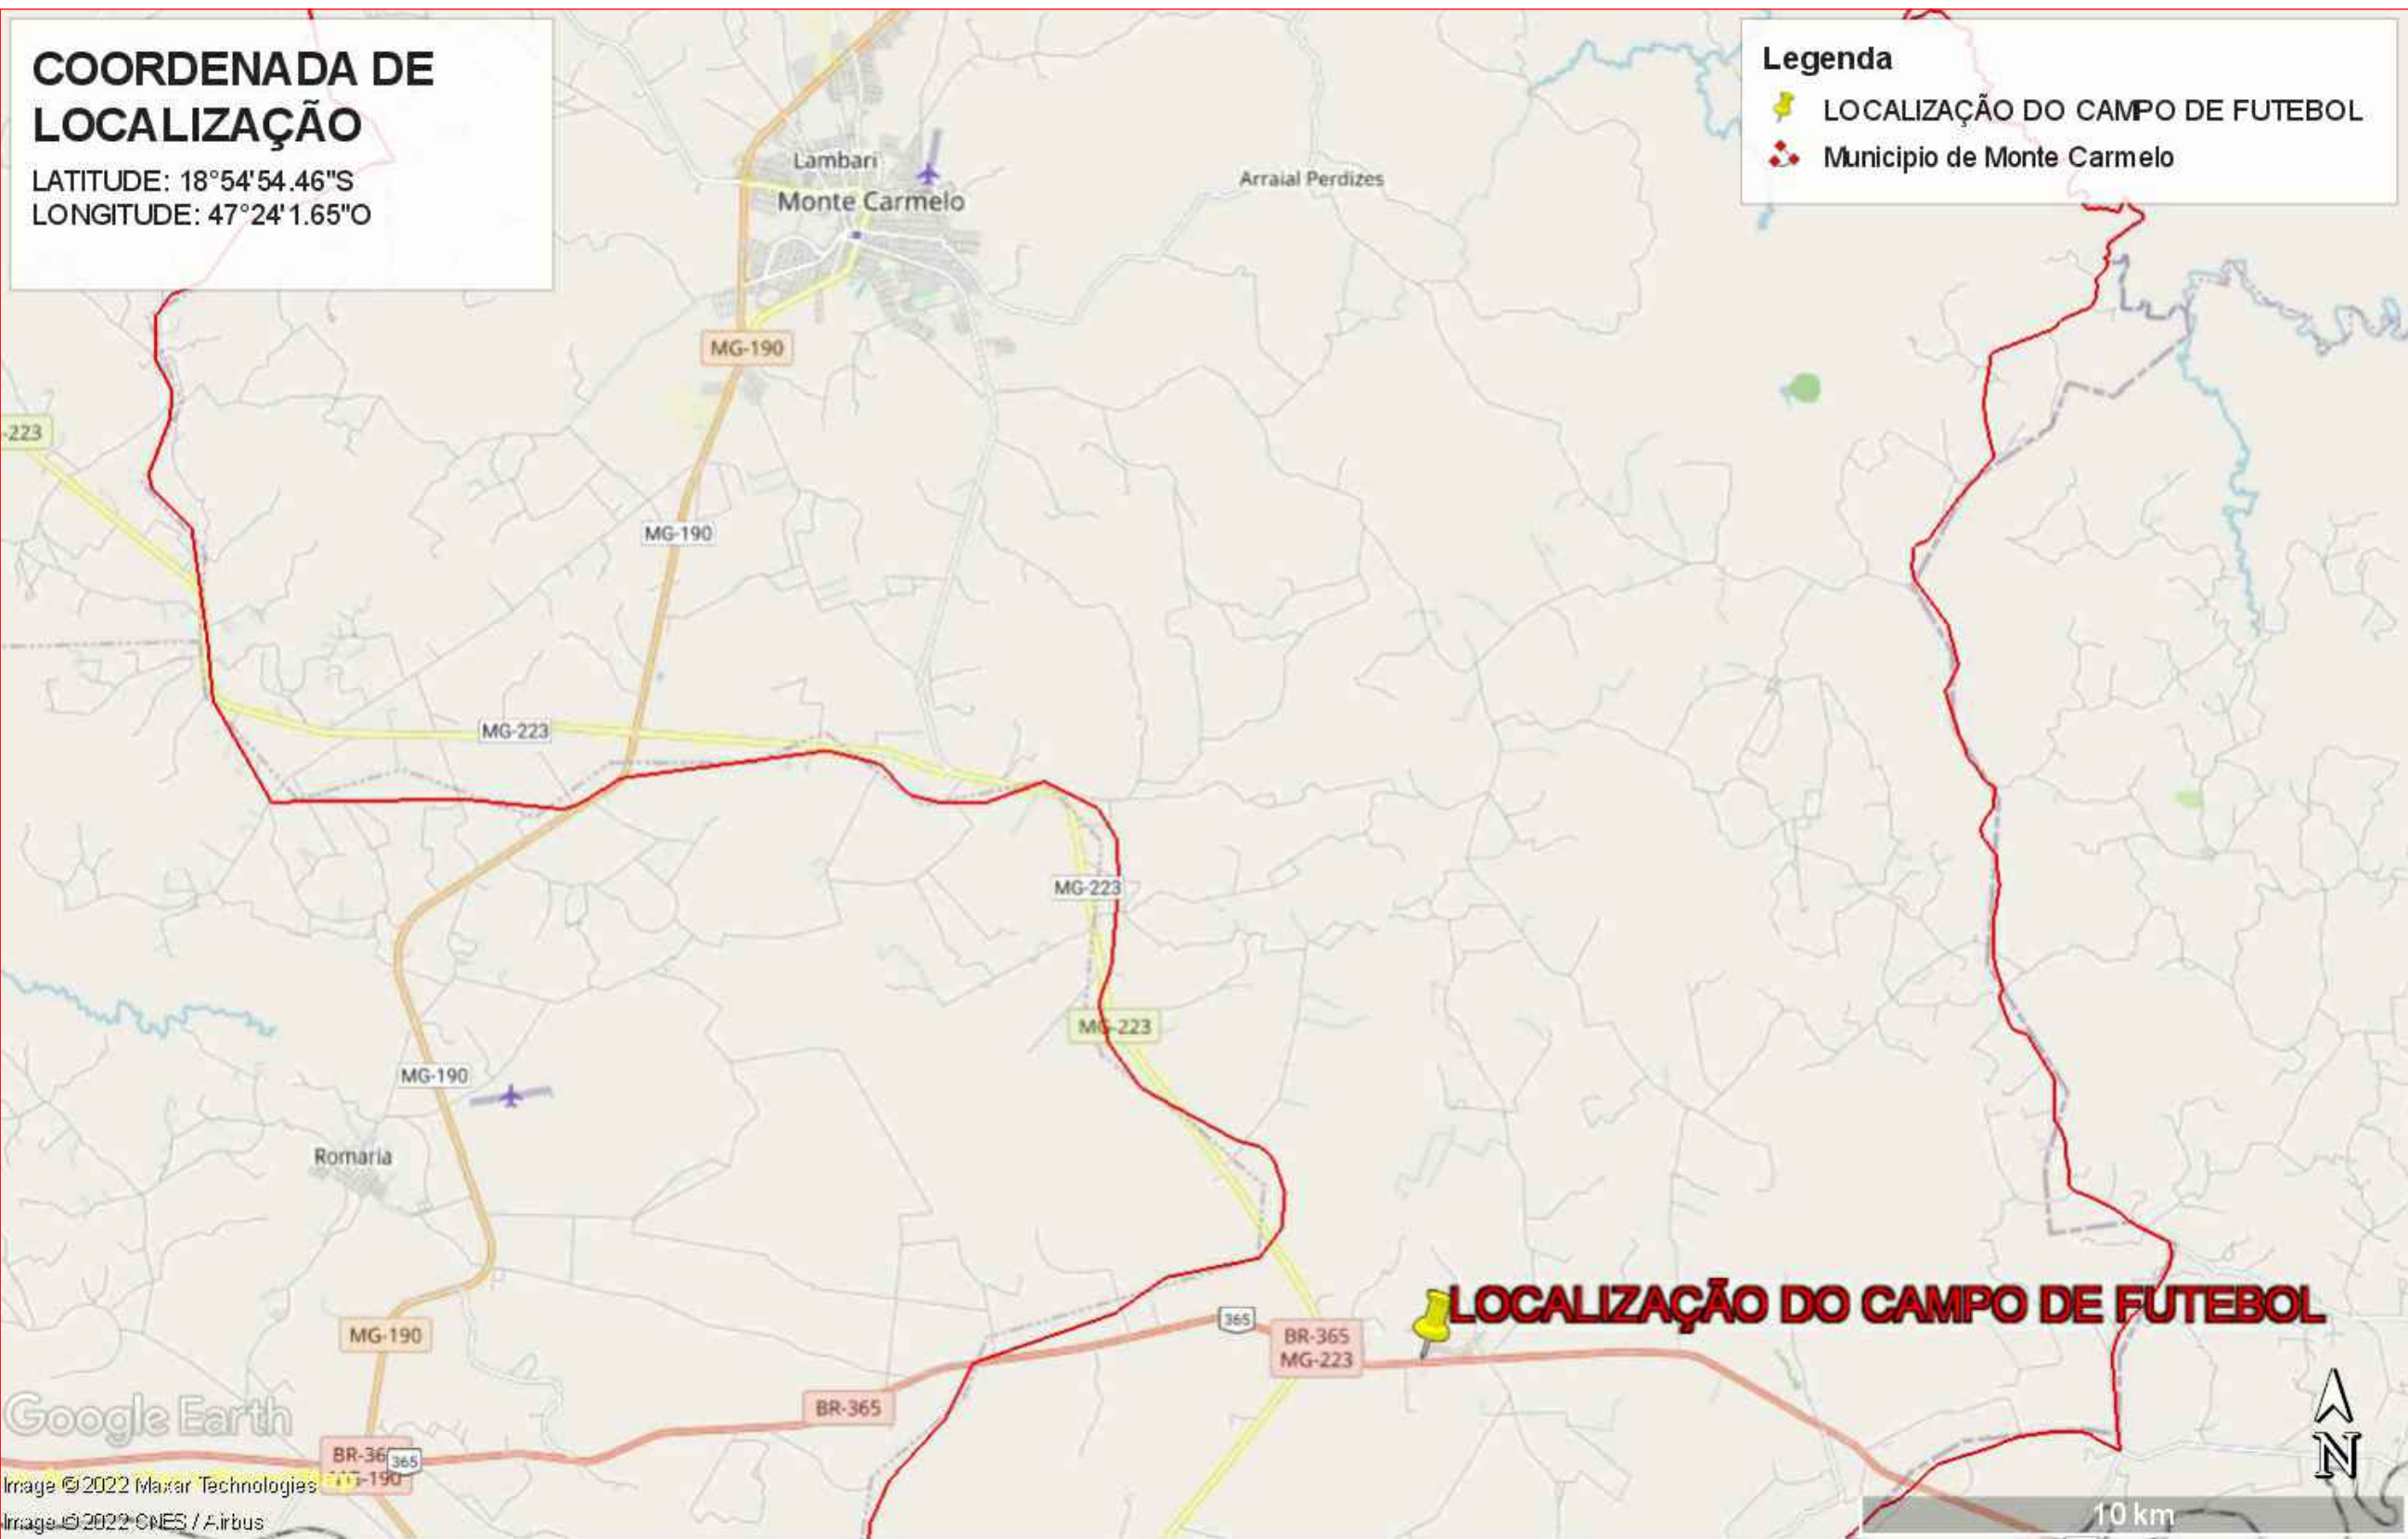 COORDENADA DE
LOCALIZAÇÃO
LATITUDE: 18°54'54.46"S
LONGITUDE: 47°24'1.65"O
Legenda
LOCALIZAÇÃO DO CAMPO DE FUTEBOL
Municipio de Monte Carmelo
Lambari
Monte Carmelo
Arraial Perdizes
MG-190
-223
MG-190
MG-223
MG-223
MG-223
MG-190
Romaria
LOCALIZAÇÃO DO CAMPO DE FUTEBOL
365
BR-365
MG-223
MG-190
BR-365
Google Earth
BR-36
365
-190
Image © 2022 Maxar Technologies
Image © 2022 CNES / Airbus
N
10 km